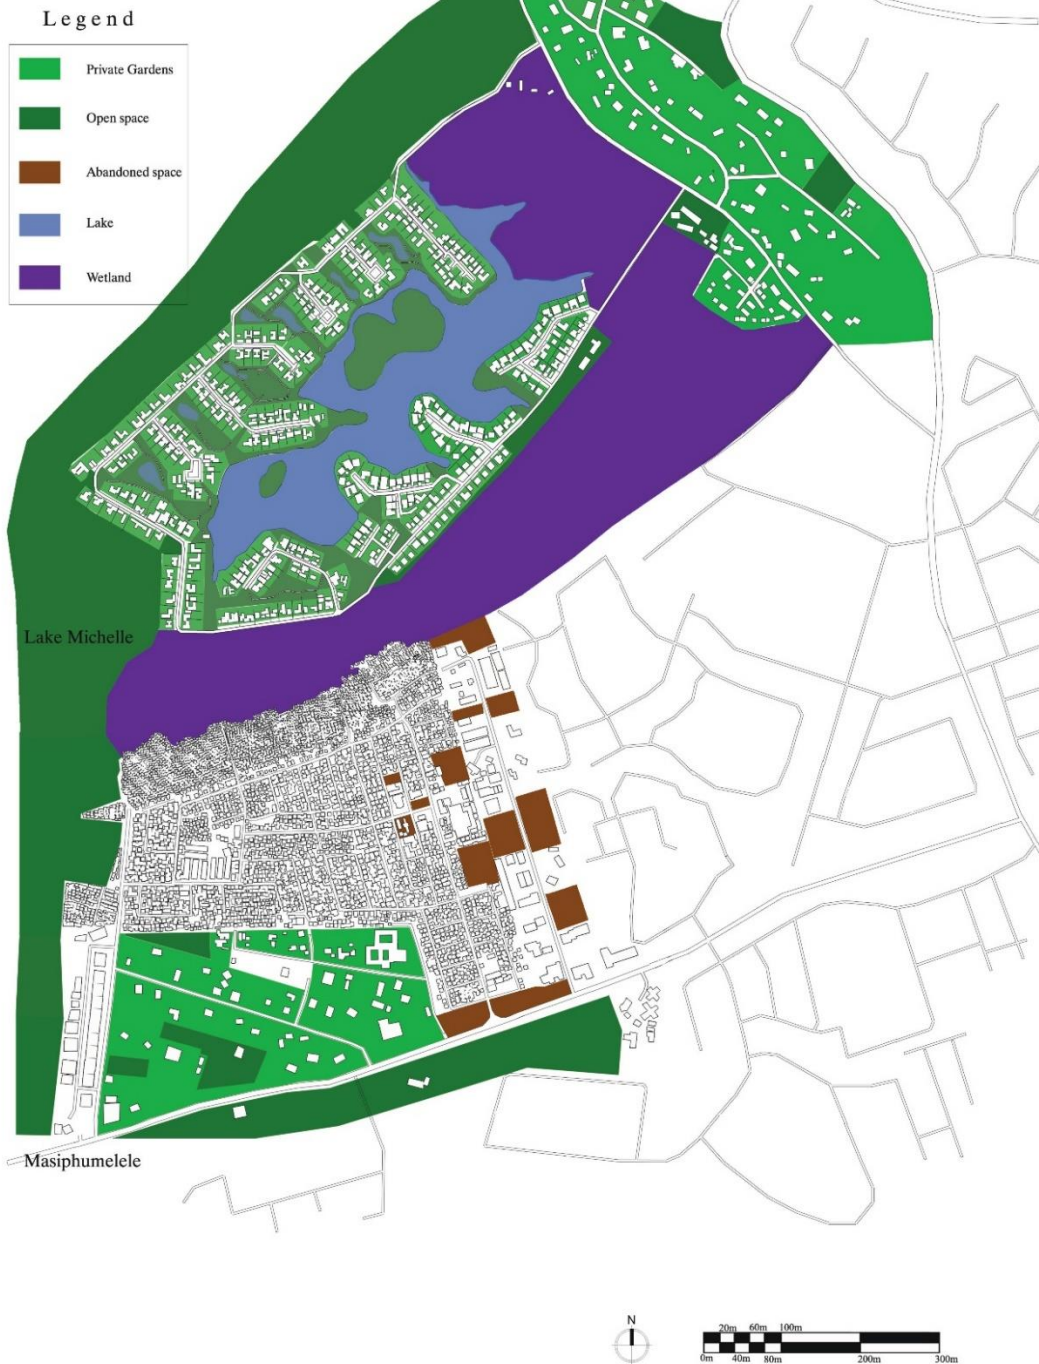 Legend
Private Gardens
Open space
Abandoned space
Lake
Wetland
Lake Michelle
Masiphumelele
N
20m 60m 100m
0m 40m 80m 200m 300m